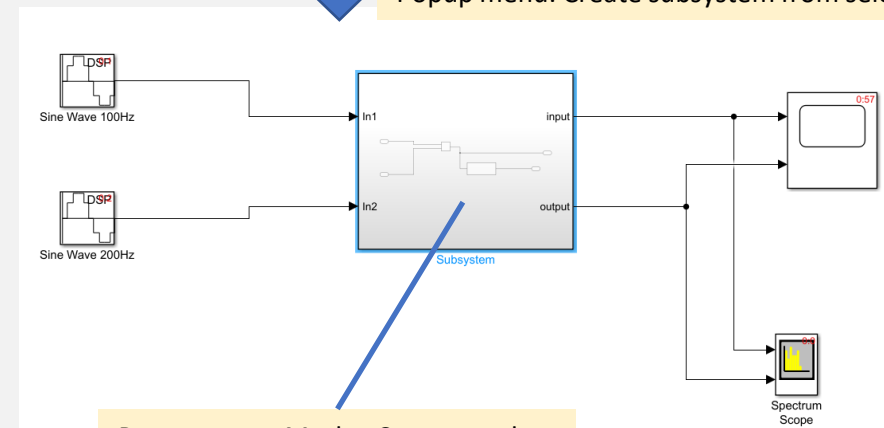 Popup menu: Create subsystem from sele
DSP
Sine Wave 100Hz
In1
input
0:57
DSP
Sine Wave 200Hz
In2
output
Subsystem
Spectrum
Scope